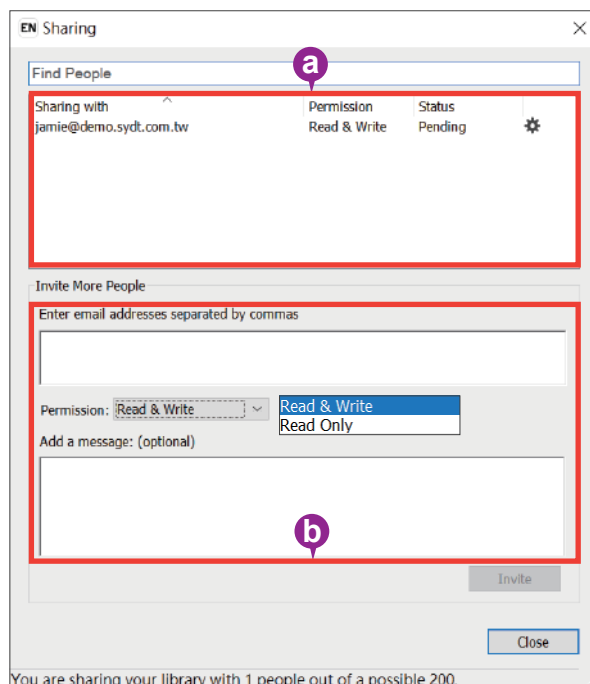 EN Sharing
Find People
a
Sharing with Permission Status
jamie@demo.sydt.com.tw Read & Write Pending
Invite More People
Enter email addresses separated by commas
Permission: Read & Write Read & Write
Read Only
Add a message: (optional)
b
Invite
Close
You are sharing your library with 1 people out of a possible 200.